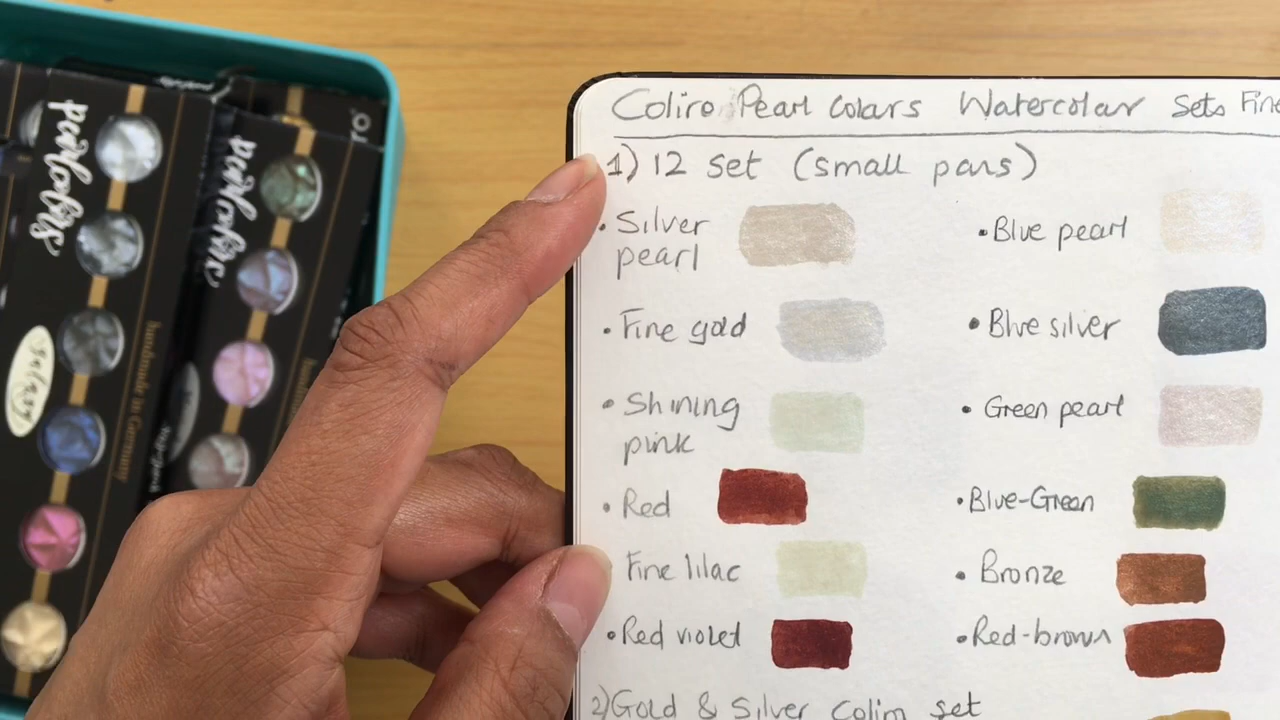 Coliro Pearl Colors Watercolor Sets Fine
1) 12 set (small pans)
• Silver pearl
• Blue pearl
• Fine gold
• Blue silver
• Shining pink
• Green pearl
• Red
• Blue-Green
Fine lilac
• Bronze
• Red violet
• Red-brown
2) Gold & Silver Colim set
pearlcolors
handmade in Germany
pearlcolors